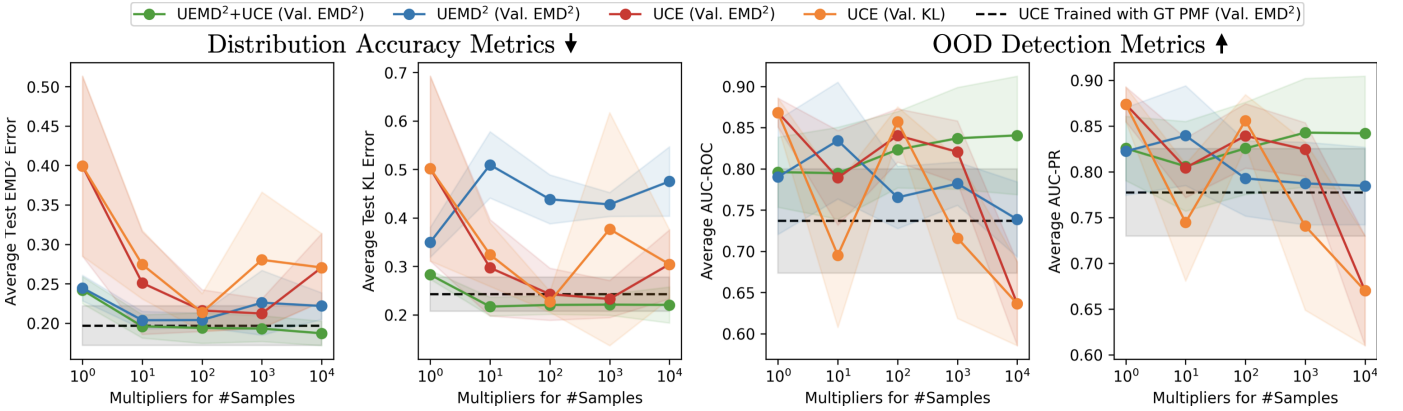 UEMD²+UCE (Val. EMD²) UEMD² (Val. EMD²) UCE (Val. EMD²) UCE (Val. KL) UCE Trained with GT PMF (Val. EMD²)
Distribution Accuracy Metrics ↓
OOD Detection Metrics ↑
Average Test EMD² Error
0.50
0.45
0.40
0.35
0.30
0.25
0.20
10⁰ 10¹ 10² 10³ 10⁴
Multipliers for #Samples
Average Test KL Error
0.7
0.6
0.5
0.4
0.3
0.2
10⁰ 10¹ 10² 10³ 10⁴
Multipliers for #Samples
Average AUC-ROC
0.90
0.85
0.80
0.75
0.70
0.65
0.60
10⁰ 10¹ 10² 10³ 10⁴
Multipliers for #Samples
Average AUC-PR
0.90
0.85
0.80
0.75
0.70
0.65
0.60
10⁰ 10¹ 10² 10³ 10⁴
Multipliers for #Samples